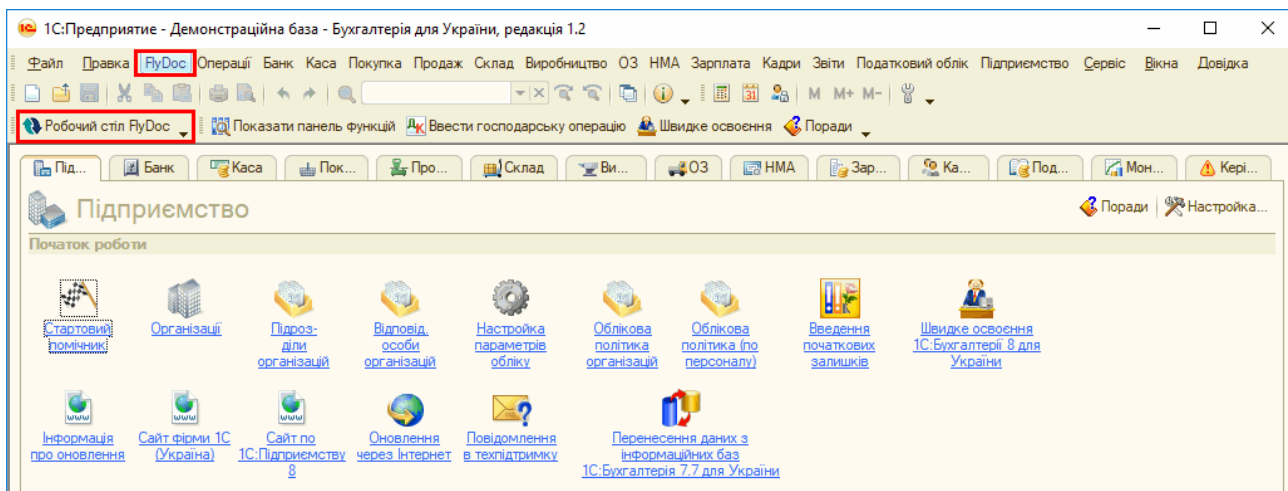 1С:Предприятие - Демонстраційна база - Бухгалтерія для України, редакція 1.2
Файл Правка FlyDoc Операції Банк Каса Покупка Продаж Склад Виробництво ОЗ НМА Зарплата Кадри Звіти Податковий облік Підприємство Сервіс Вікна Довідка
M M+ M-
Робочий стіл FlyDoc Показати панель функцій Ввести господарську операцію Швидке освоєння Поради
Під... Банк Каса Пок... Про... Склад Ви... ОЗ НМА Зар... Ка... Под... Мон... Кері...
Підприємство Поради Настройка...
Початок роботи
Стартовий Організації Підроз- Відповід. Настройка Облікова Облікова Введення Швидке освоєння
помічник діли особи параметрів політика політика (по початкових 1С:Бухгалтерії 8 для
організацій організацій обліку організацій персоналу) залишків України
Інформація Сайт фірми 1С Сайт по Оновлення Повідомлення Перенесення даних з
про оновлення (Україна) 1С:Підприємству через Інтернет в техпідтримку інформаційних баз
8 1С:Бухгалтерія 7.7 для України